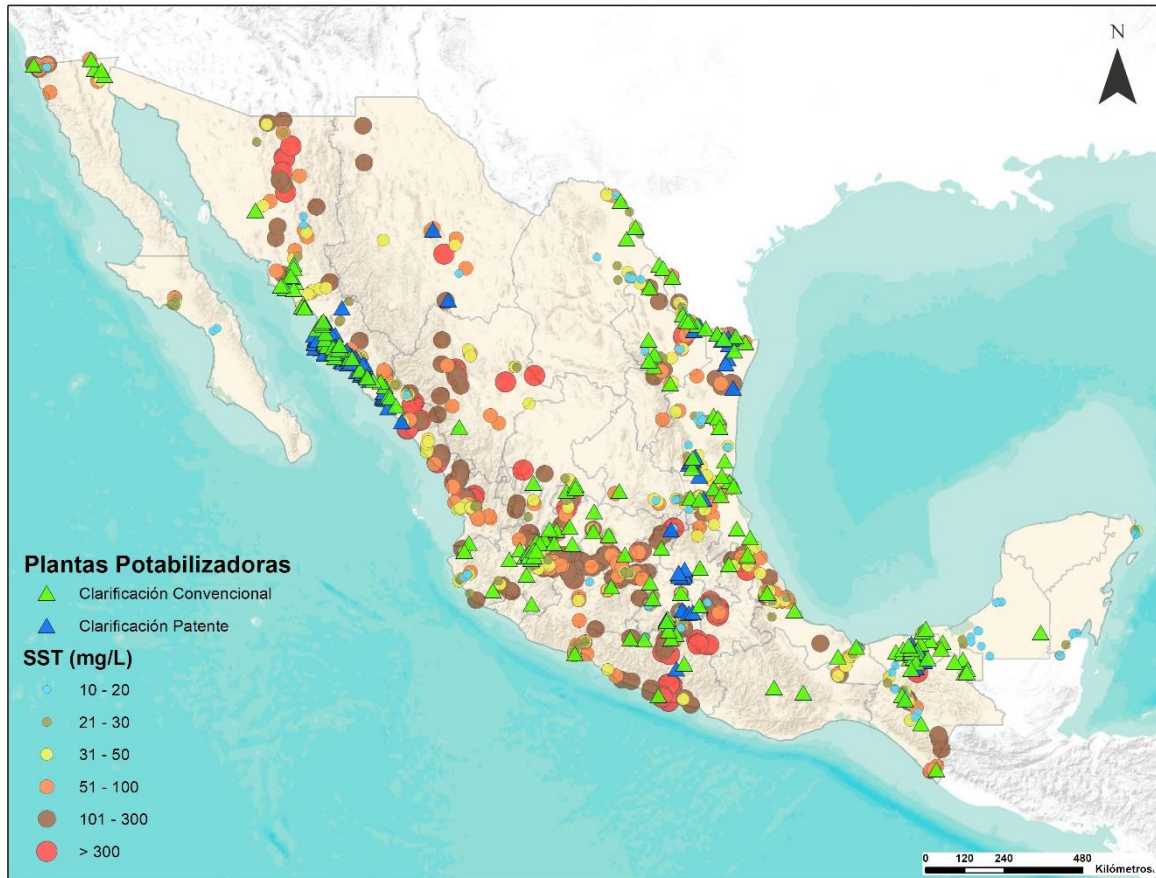 N
Plantas Potabilizadoras
Clarificación Convencional
Clarificación Patente
SST (mg/L)
10 - 20
21 - 30
31 - 50
51 - 100
101 - 300
> 300
0 120 240 480
Kilómetros